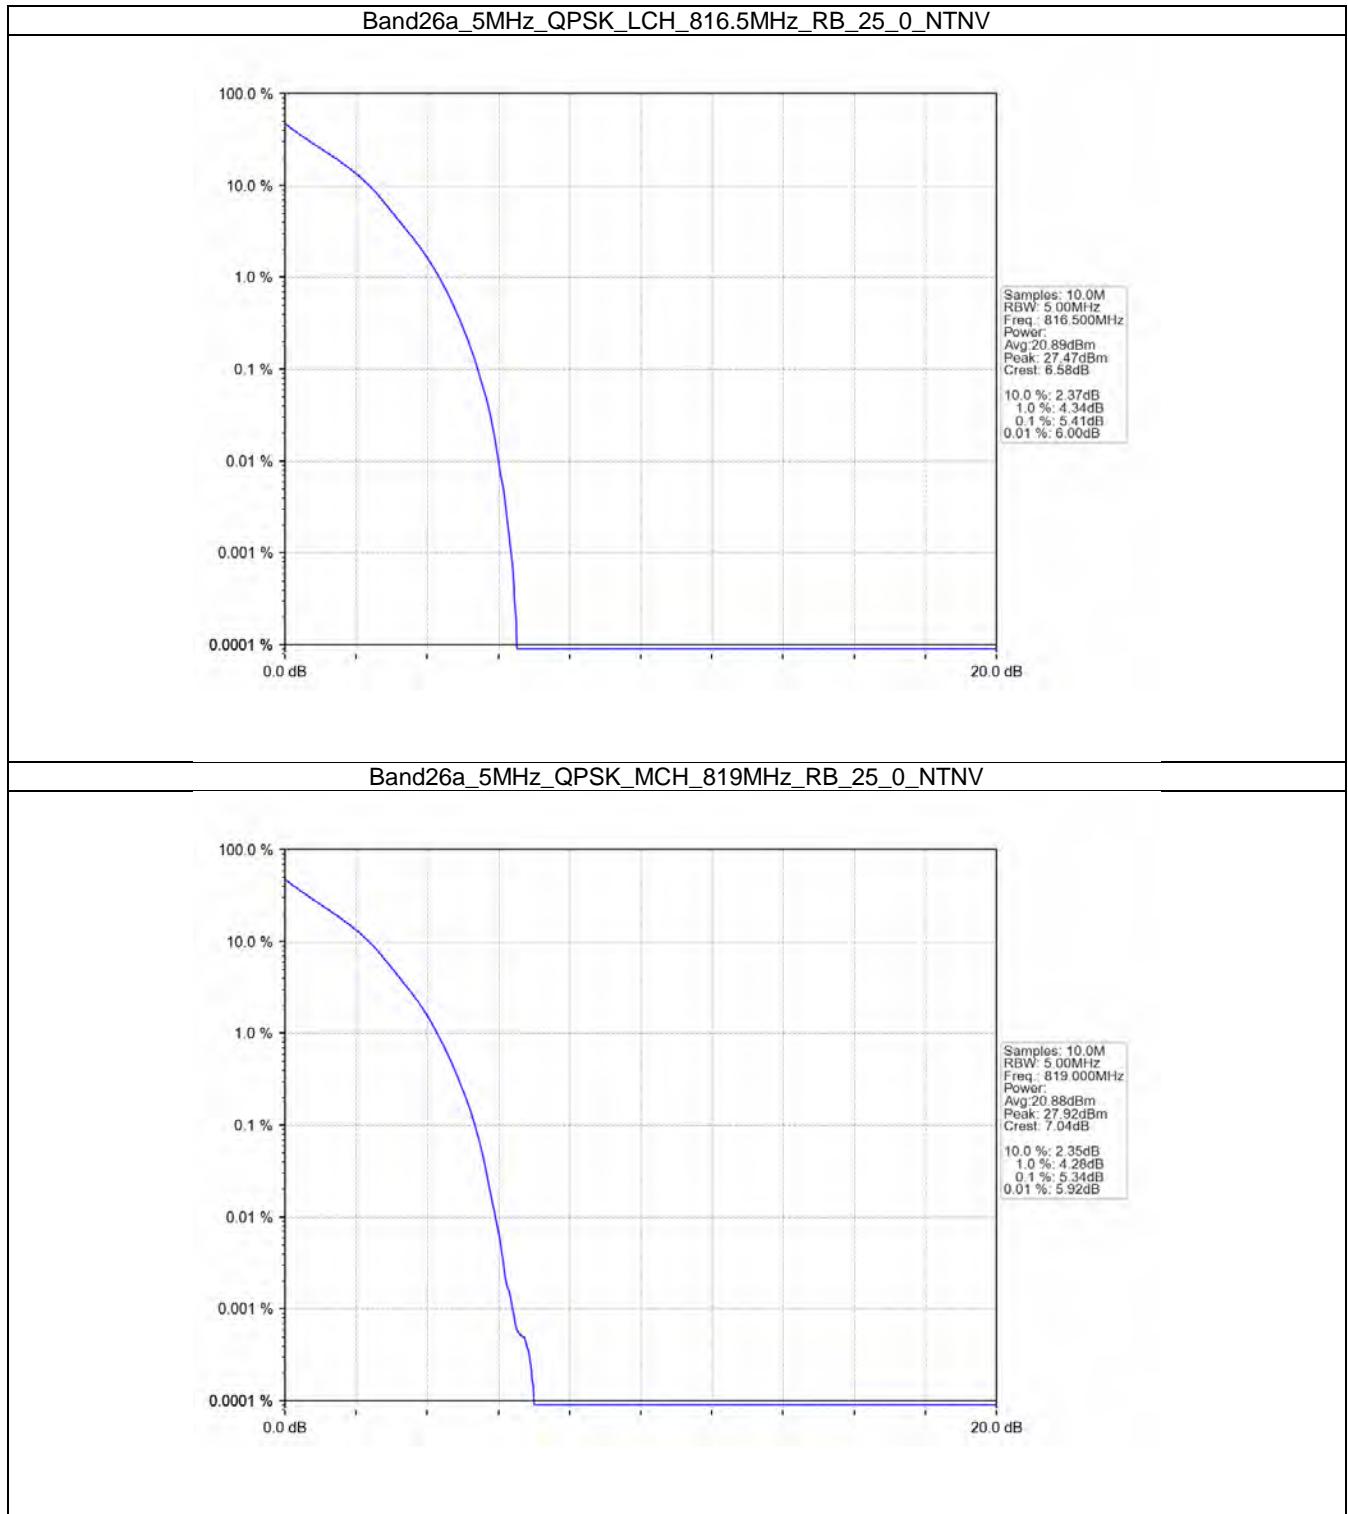 Band26a_5MHz_QPSK_LCH_816.5MHz_RB_25_0_NTNV
100.0 %
10.0 %
1.0 %
0.1 %
0.01 %
0.001 %
0.0001 %
0.0 dB
20.0 dB
Samples: 10.0M
RBW: 5.00MHz
Freq.: 816.500MHz
Power:
Avg:20.89dBm
Peak: 27.47dBm
Crest: 6.58dB
10.0 %: 2.37dB
1.0 %: 4.34dB
0.1 %: 5.41dB
0.01 %: 6.00dB
Band26a_5MHz_QPSK_MCH_819MHz_RB_25_0_NTNV
100.0 %
10.0 %
1.0 %
0.1 %
0.01 %
0.001 %
0.0001 %
0.0 dB
20.0 dB
Samples: 10.0M
RBW: 5.00MHz
Freq.: 819.000MHz
Power:
Avg:20.88dBm
Peak: 27.92dBm
Crest: 7.04dB
10.0 %: 2.35dB
1.0 %: 4.28dB
0.1 %: 5.34dB
0.01 %: 5.92dB